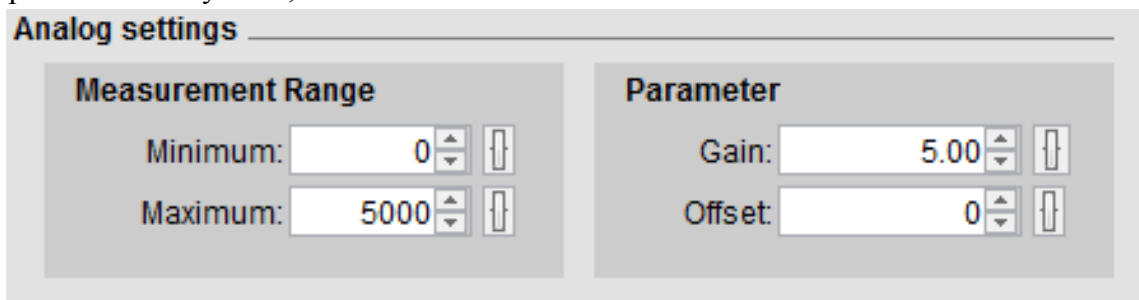 Analog settings
Measurement Range
Minimum: 0
Maximum: 5000
Parameter
Gain: 5.00
Offset: 0